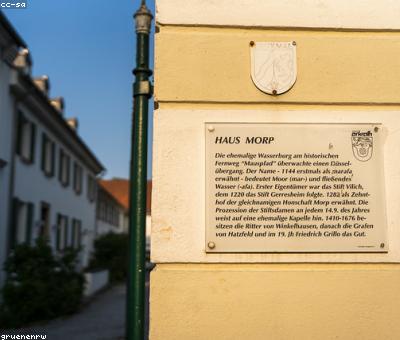 cc-sa
HAUS MORP
Die ehemalige Wasserburg am historischen
Fernweg "Mauspfad" überwachte einen Düssel-
übergang. Der Name - 1144 erstmals als marafa
erwähnt - bedeutet Moor (mar-) und fließendes
Wasser (-afa). Erster Eigentümer war das Stift Vilich,
dem 1220 das Stift Gerresheim folgte. 1282 als Zehnt-
hof der gleichnamigen Honschaft Morp erwähnt. Die
Prozession der Stiftsdamen an jedem 14.9. des Jahres
weist auf eine ehemalige Kapelle hin. 1410-1676 be-
sitzen die Ritter von Winkelhausen, danach die Grafen
von Hatzfeld und im 19. Jh Friedrich Grillo das Gut.
gruenenrw